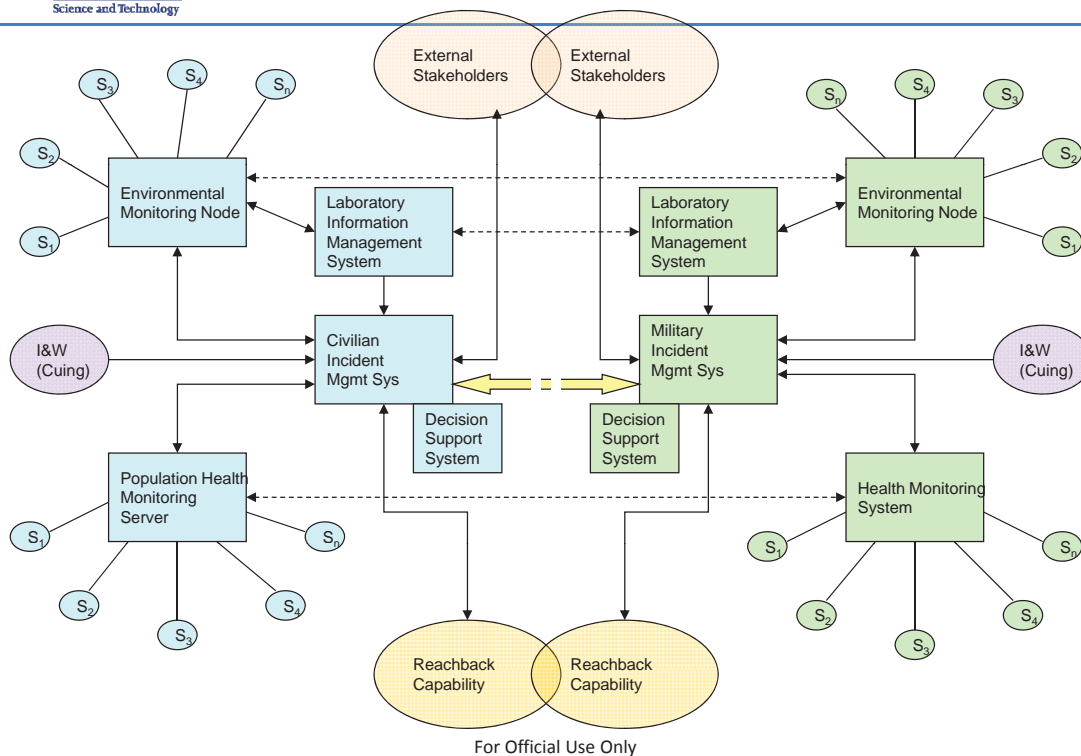 Science and Technology
External
Stakeholders
External
Stakeholders
S3
S4
Sn
S2
S1
Environmental
Monitoring Node
Laboratory
Information
Management
System
Laboratory
Information
Management
System
Sn
S4
S3
S2
S1
Environmental
Monitoring Node
I&W
(Cuing)
Civilian
Incident
Mgmt Sys
Military
Incident
Mgmt Sys
I&W
(Cuing)
Decision
Support
System
Decision
Support
System
Population Health
Monitoring
Server
S1
S2
S3
S4
Sn
Health Monitoring
System
S1
S2
S3
S4
Sn
Reachback
Capability
Reachback
Capability
For Official Use Only